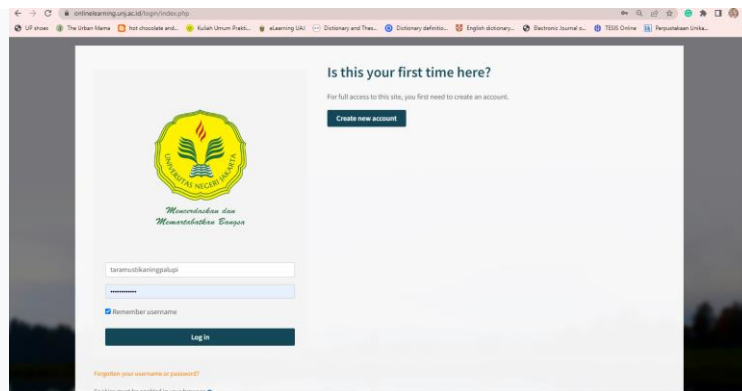 onlinelearning.unj.ac.id/login/index.php
UP shoes The Urban Mama hot chocolate and... Kuliah Umum Prakti... eLearning UAI Dictionary and Thes... Dictionary definitio... English dictionary... Electronic Journal o... TESIS Online Perpustakaan Unika...
Is this your first time here?
For full access to this site, you first need to create an account.
Create new account
UNIVERSITAS NEGERI JAKARTA
Mencerdaskan dan
Memartabatkan Bangsa
taramustikaningpalupi
Remember username
Log in
Forgotten your username or password?